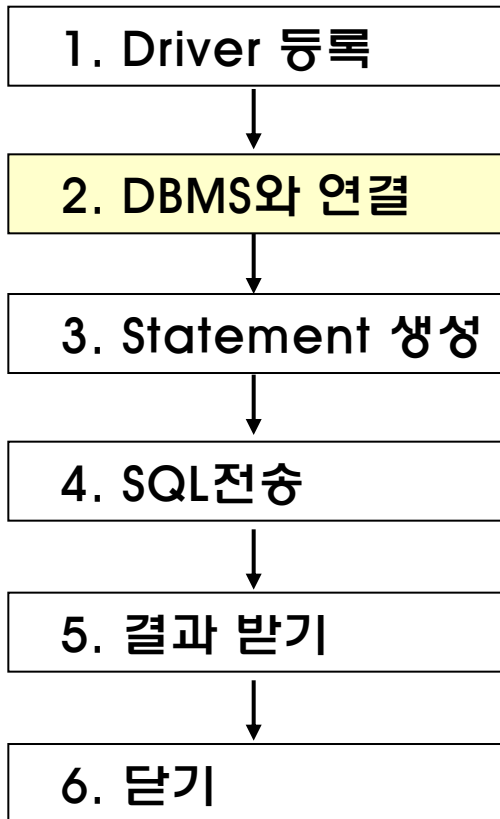 1. Driver 등록
2. DBMS와 연결
3. Statement 생성
4. SQL전송
5. 결과 받기
6. 닫기